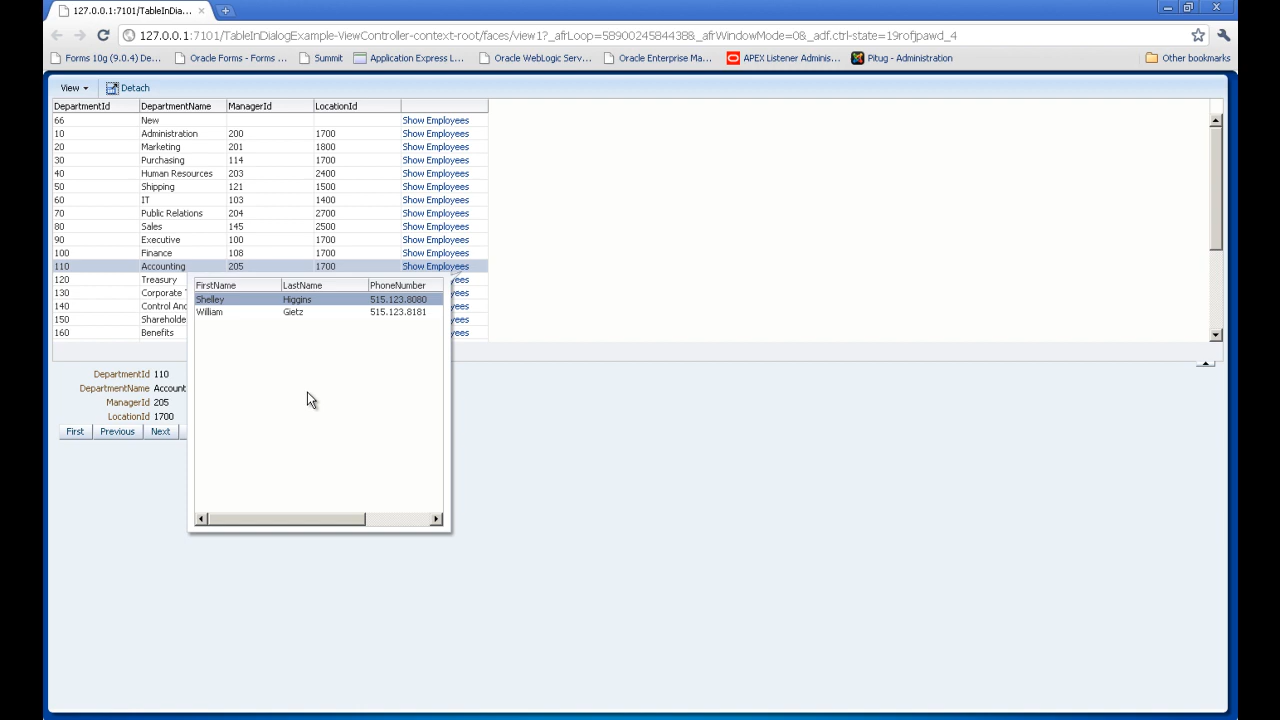 127.0.0.1:7101/TableInDia...
127.0.0.1:7101/TableInDialogExample-ViewController-context-root/faces/view1?_afrLoop=5890024584438&_afrWindowMode=0&_adf.ctrl-state=19rofjpawd_4
Forms 10g (9.0.4) De... Oracle Forms - Forms ... Summit Application Express L... Oracle WebLogic Serv... Oracle Enterprise Ma... APEX Listener Adminis... Pitug - Administration Other bookmarks
View Detach
DepartmentId DepartmentName ManagerId LocationId
66 New Show Employees
10 Administration 200 1700 Show Employees
20 Marketing 201 1800 Show Employees
30 Purchasing 114 1700 Show Employees
40 Human Resources 203 2400 Show Employees
50 Shipping 121 1500 Show Employees
60 IT 103 1400 Show Employees
70 Public Relations 204 2700 Show Employees
80 Sales 145 2500 Show Employees
90 Executive 100 1700 Show Employees
100 Finance 108 1700 Show Employees
110 Accounting 205 1700 Show Employees
120 Treasury yees
130 Corporate yees
140 Control And yees
150 Shareholde yees
160 Benefits yees
FirstName LastName PhoneNumber
Shelley Higgins 515.123.8080
William Gietz 515.123.8181
DepartmentId 110
DepartmentName Account
ManagerId 205
LocationId 1700
First Previous Next